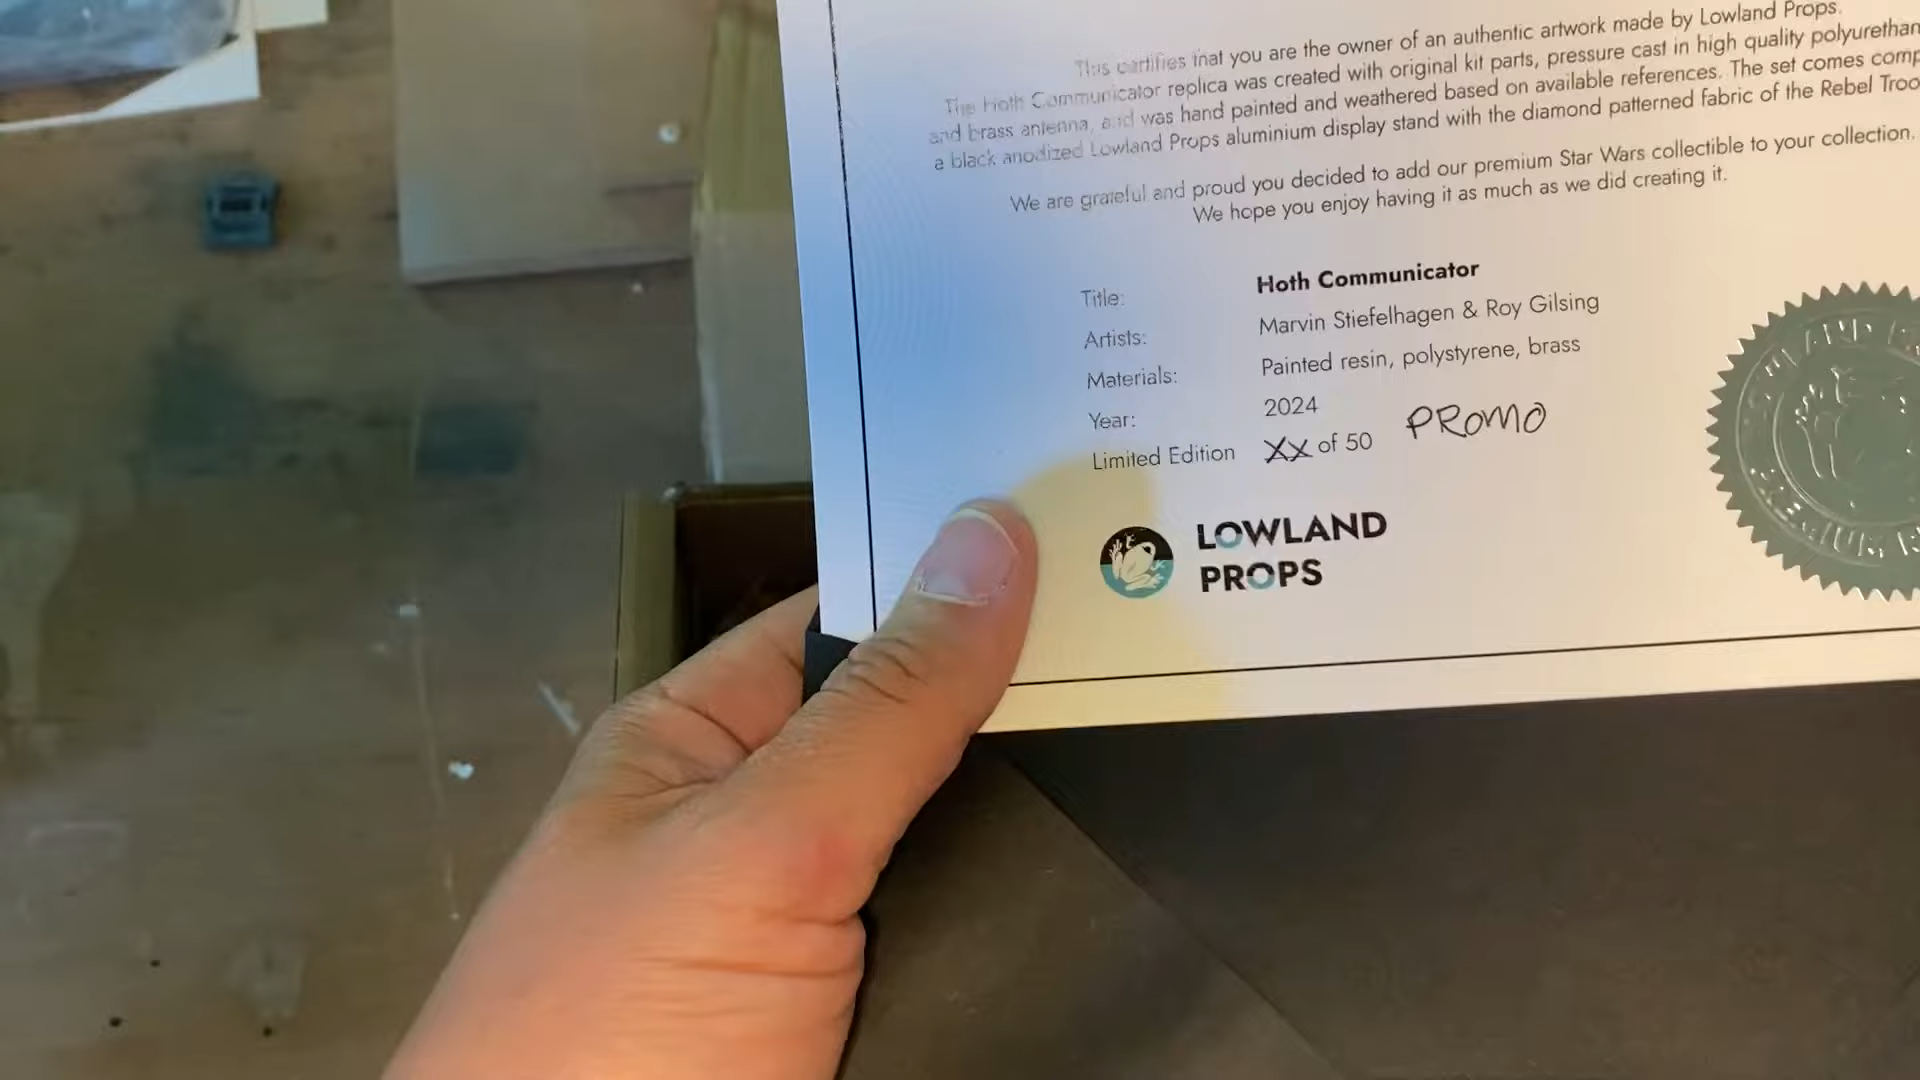 This certifies that you are the owner of an authentic artwork made by Lowland Props.
The Hoth Communicator replica was created with original kit parts, pressure cast in high quality polyurethan
and brass antenna, and was hand painted and weathered based on available references. The set comes comp
a black anodized Lowland Props aluminium display stand with the diamond patterned fabric of the Rebel Troo
We are grateful and proud you decided to add our premium Star Wars collectible to your collection.
We hope you enjoy having it as much as we did creating it.
Title: Hoth Communicator
Artists: Marvin Stiefelhagen & Roy Gilsing
Materials: Painted resin, polystyrene, brass
Year: 2024
Limited Edition XX of 50 PROMO
LOWLAND
PROPS